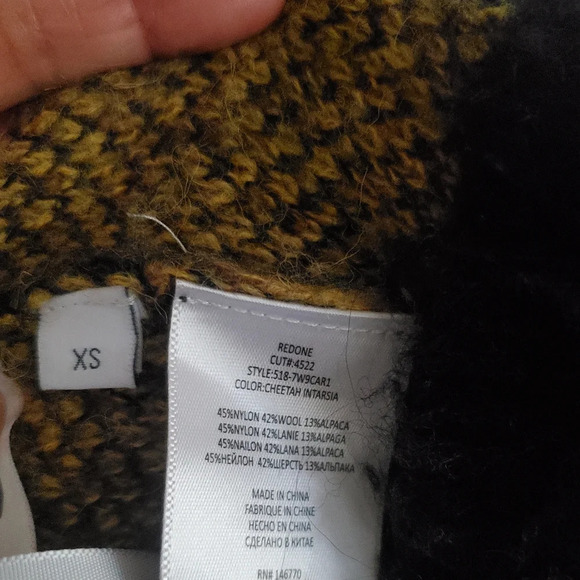 XS
REDONE
CUT#:4522
STYLE:518-7W9CAR1
COLOR:CHEETAH INTARSIA
45%NYLON 42%WOOL 13%ALPACA
45%NYLON 42%LANIE 13%ALPAGA
45%NAILON 42%LANA 13%ALPACA
45%НЕЙЛОН 42%ШЕРСТЬ 13%АЛЬПАКА
MADE IN CHINA
FABRIQUE IN CHINE
HECHO EN CHINA
СДЕЛАНО В КИТАЕ
RN# 146770